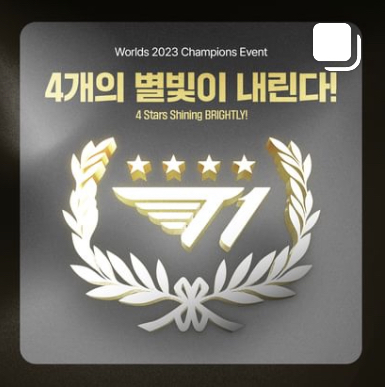 Worlds 2023 Champions Event
4개의 별빛이 내린다!
4 Stars Shining BRIGHTLY!
T1